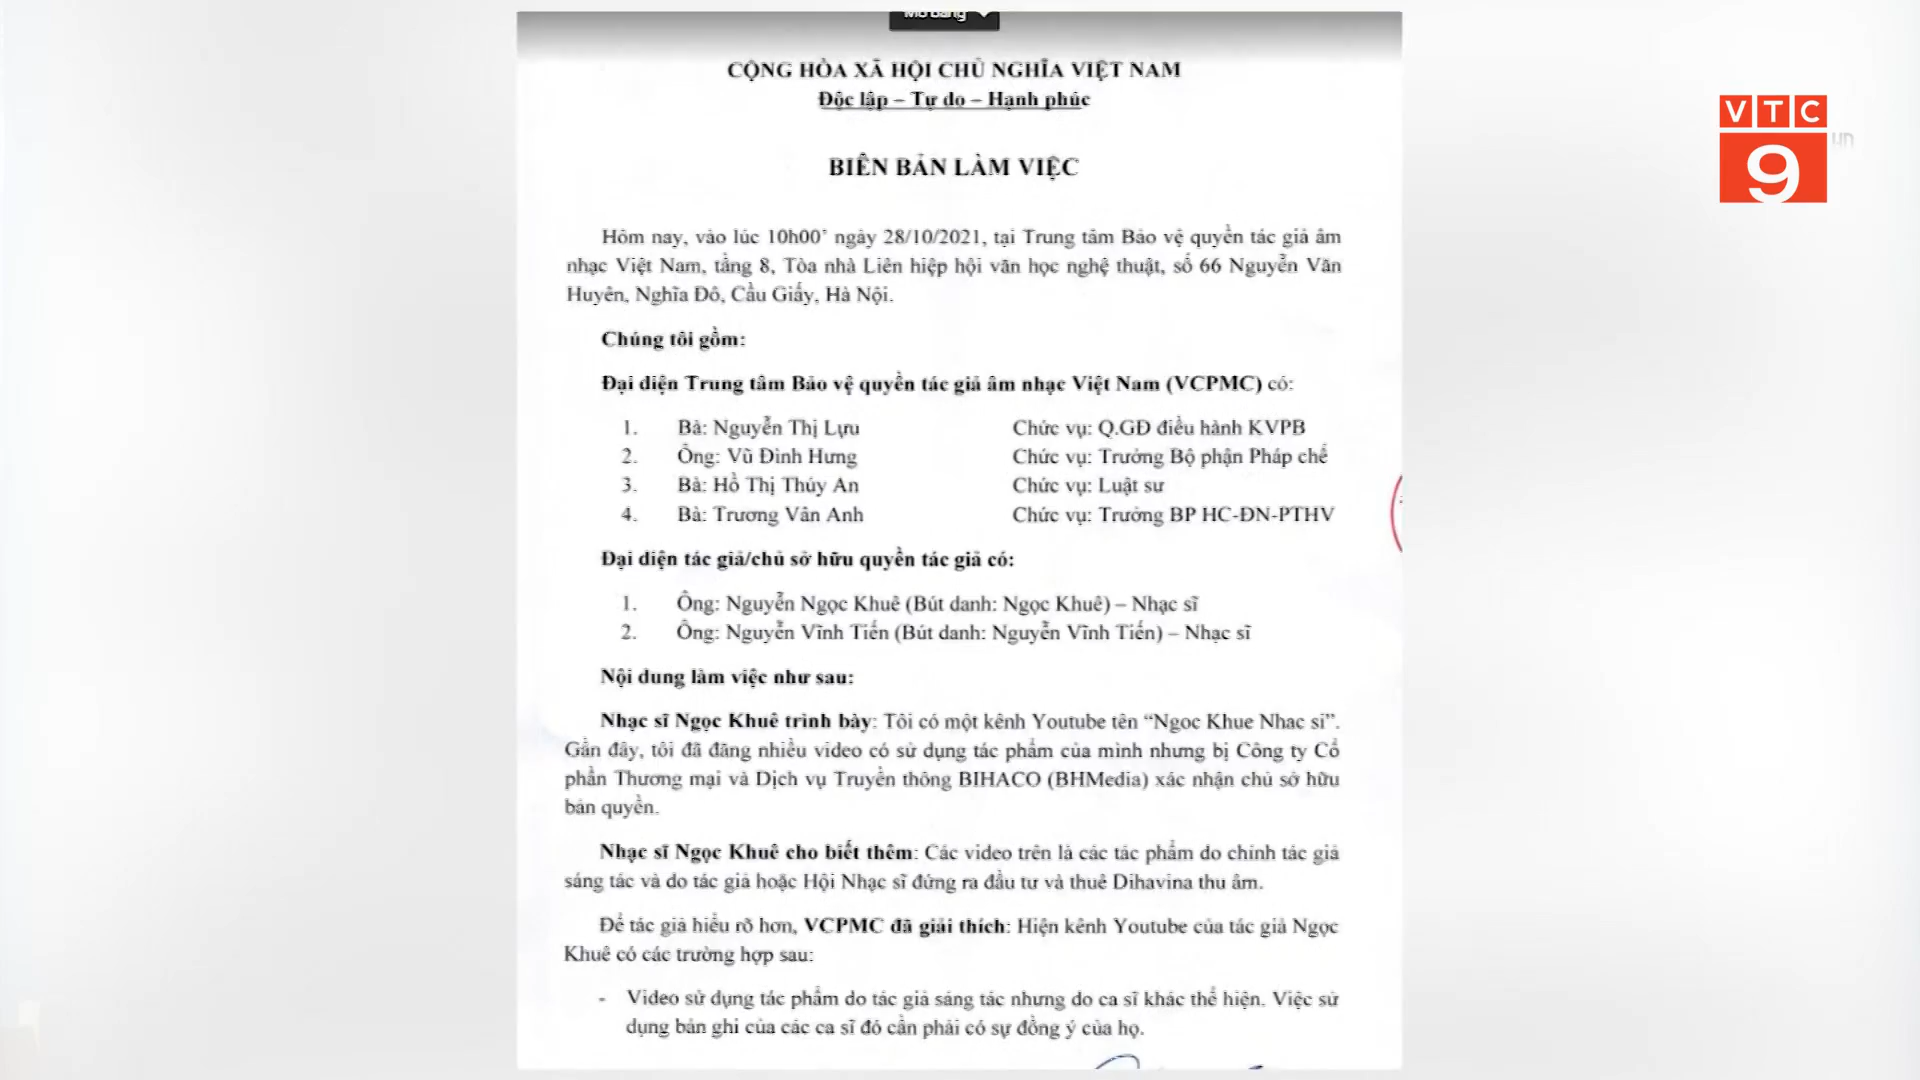 CỘNG HÒA XÃ HỘI CHỦ NGHĨA VIỆT NAM
Độc lập – Tự do – Hạnh phúc
VTC
9
BIÊN BẢN LÀM VIỆC
Hôm nay, vào lúc 10h00' ngày 28/10/2021, tại Trung tâm Bảo vệ quyền tác giả âm
nhạc Việt Nam, tầng 8, Tòa nhà Liên hiệp hội văn học nghệ thuật, số 66 Nguyễn Văn
Huyên, Nghĩa Đô, Cầu Giấy, Hà Nội.
Chúng tôi gồm:
Đại diện Trung tâm Bảo vệ quyền tác giả âm nhạc Việt Nam (VCPMC) có:
1. Bà: Nguyễn Thị Lựu Chức vụ: Q.GĐ điều hành KVPB
2. Ông: Vũ Đình Hưng Chức vụ: Trưởng Bộ phận Pháp chế
3. Bà: Hồ Thị Thúy An Chức vụ: Luật sư
4. Bà: Trương Vân Anh Chức vụ: Trưởng BP HC-ĐN-PTHV
Đại diện tác giả/chủ sở hữu quyền tác giả có:
1. Ông: Nguyễn Ngọc Khuê (Bút danh: Ngọc Khuê) – Nhạc sĩ
2. Ông: Nguyễn Vĩnh Tiến (Bút danh: Nguyễn Vĩnh Tiến) – Nhạc sĩ
Nội dung làm việc như sau:
Nhạc sĩ Ngọc Khuê trình bày: Tôi có một kênh Youtube tên “Ngoc Khue Nhac si”.
Gần đây, tôi đã đăng nhiều video có sử dụng tác phẩm của mình nhưng bị Công ty Cổ
phần Thương mại và Dịch vụ Truyền thông BIHACO (BHMedia) xác nhận chủ sở hữu
bản quyền.
Nhạc sĩ Ngọc Khuê cho biết thêm: Các video trên là các tác phẩm do chính tác giả
sáng tác và do tác giả hoặc Hội Nhạc sĩ đứng ra đầu tư và thuê Dihavina thu âm.
Để tác giả hiểu rõ hơn, VCPMC đã giải thích: Hiện kênh Youtube của tác giả Ngọc
Khuê có các trường hợp sau:
- Video sử dụng tác phẩm do tác giả sáng tác nhưng do ca sĩ khác thể hiện. Việc sử
dụng bản ghi của các ca sĩ đó cần phải có sự đồng ý của họ.